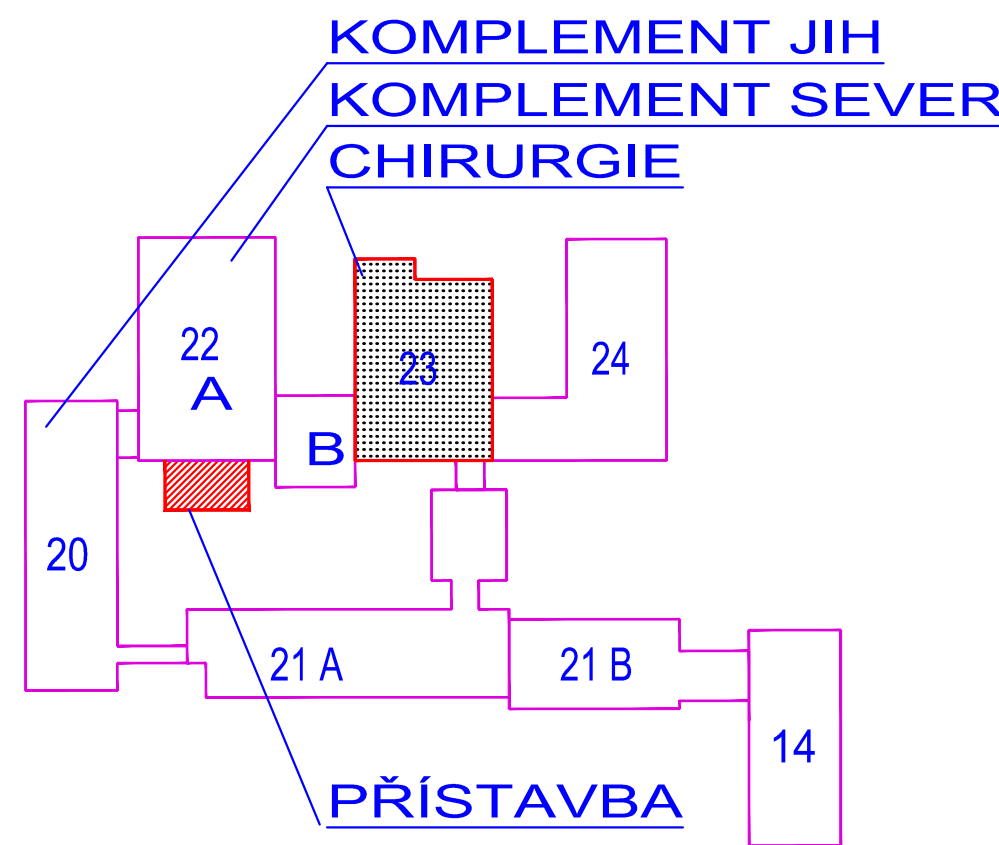 KOMPLEMENT JIH
KOMPLEMENT SEVER
CHIRURGIE
22
A
23
24
B
20
21 A
21 B
14
PŘÍSTAVBA